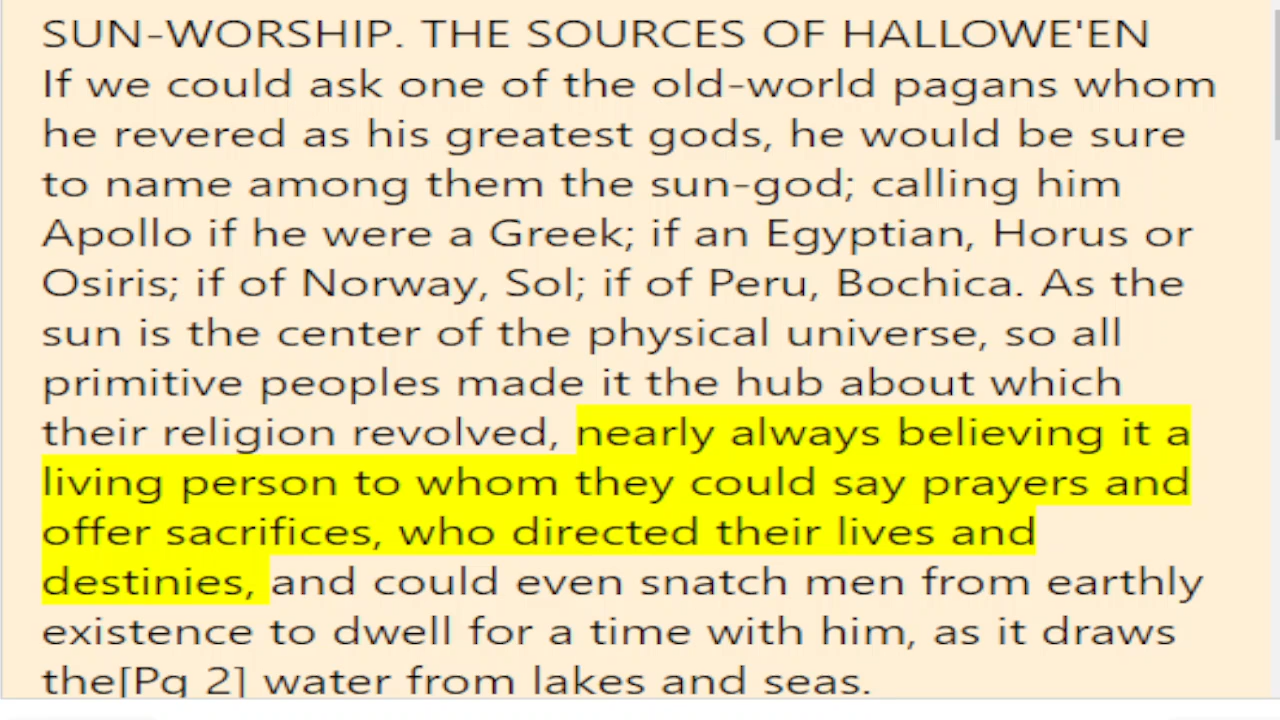 SUN-WORSHIP. THE SOURCES OF HALLOWE'EN
If we could ask one of the old-world pagans whom
he revered as his greatest gods, he would be sure
to name among them the sun-god; calling him
Apollo if he were a Greek; if an Egyptian, Horus or
Osiris; if of Norway, Sol; if of Peru, Bochica. As the
sun is the center of the physical universe, so all
primitive peoples made it the hub about which
their religion revolved, nearly always believing it a
living person to whom they could say prayers and
offer sacrifices, who directed their lives and
destinies, and could even snatch men from earthly
existence to dwell for a time with him, as it draws
the[Pg 2] water from lakes and seas.